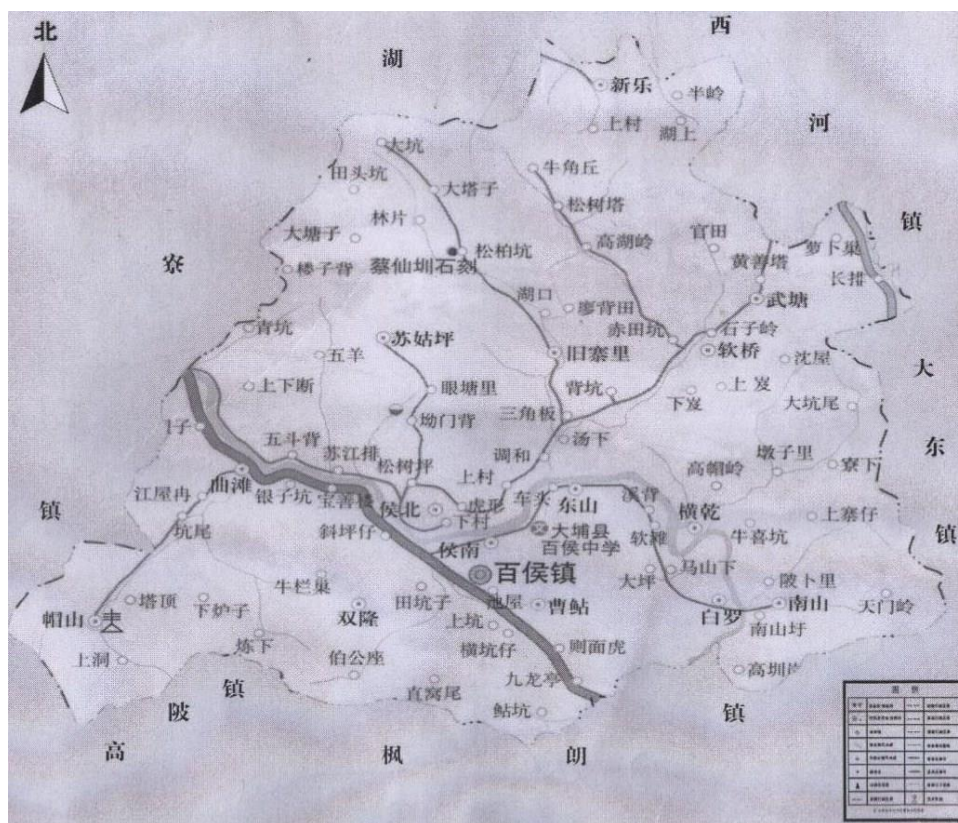 北
湖
西
新乐
半岭
上村
湖上
河
大坑
牛角丘
田头坑
大塔子
松树塔
林片
大塘子
高湖岭
官田
萝卜巢
镇
松柏坑
寮
蔡仙圳石刻
楼子背
黄善塔
长排
湖口
廖背田
武塘
青坑
苏姑坪
赤田坑
石子岭
五羊
旧寨里
软桥
沈屋
大
上下断
眼塘里
背坑
下岌
上岌
大坑尾
坳门背
三角板
五斗背
汤下
东
苏江排
松树坪
调和
墩子里
寮下
曲滩
上村
高帽岭
江屋冉
银子坑
宝善楼
侯北
虎形
车头
东山
溪背
镇
坑尾
下村
横乾
上寨仔
镇
斜坪仔
侯南
大埔县
百侯中学
软滩
牛喜坑
百侯镇
大坪
马山下
牛栏巢
陂卜里
塔顶
下炉子
田坑子
池屋
曹鲇
白罗
南山
天门岭
帽山
双隆
上坑
南山圩
炼下
横坑仔
则面虎
上洞
伯公座
九龙亭
高圳
镇
直窝尾
鲇坑
陂
镇
高
枫
朗
图例